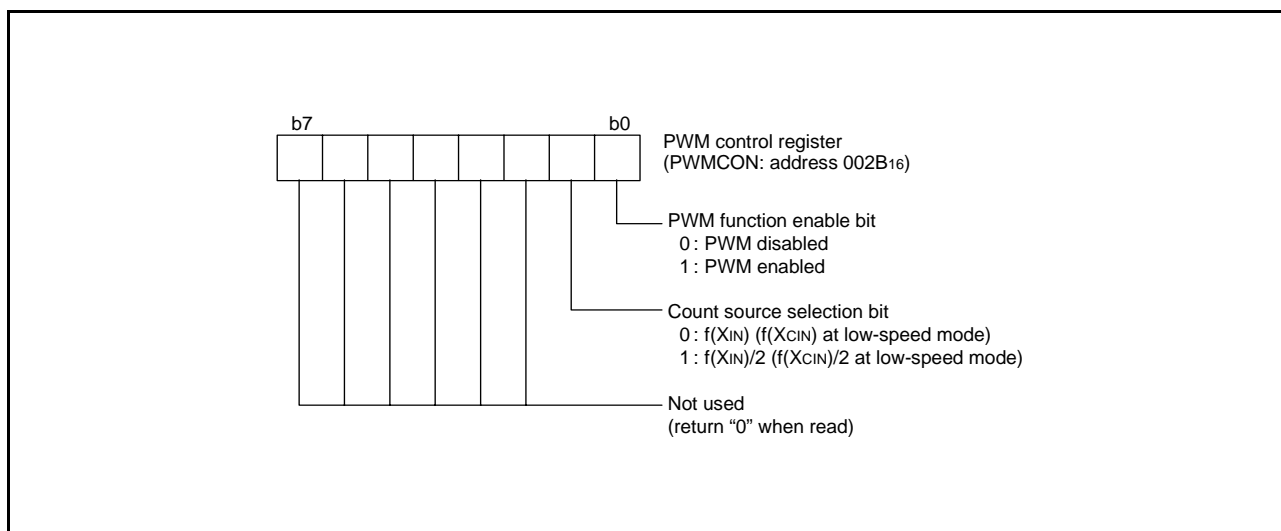 b7 b0
PWM control register
(PWMCON: address 002B16)
PWM function enable bit
0 : PWM disabled
1 : PWM enabled
Count source selection bit
0 : f(XIN) (f(XCIN) at low-speed mode)
1 : f(XIN)/2 (f(XCIN)/2 at low-speed mode)
Not used
(return “0” when read)